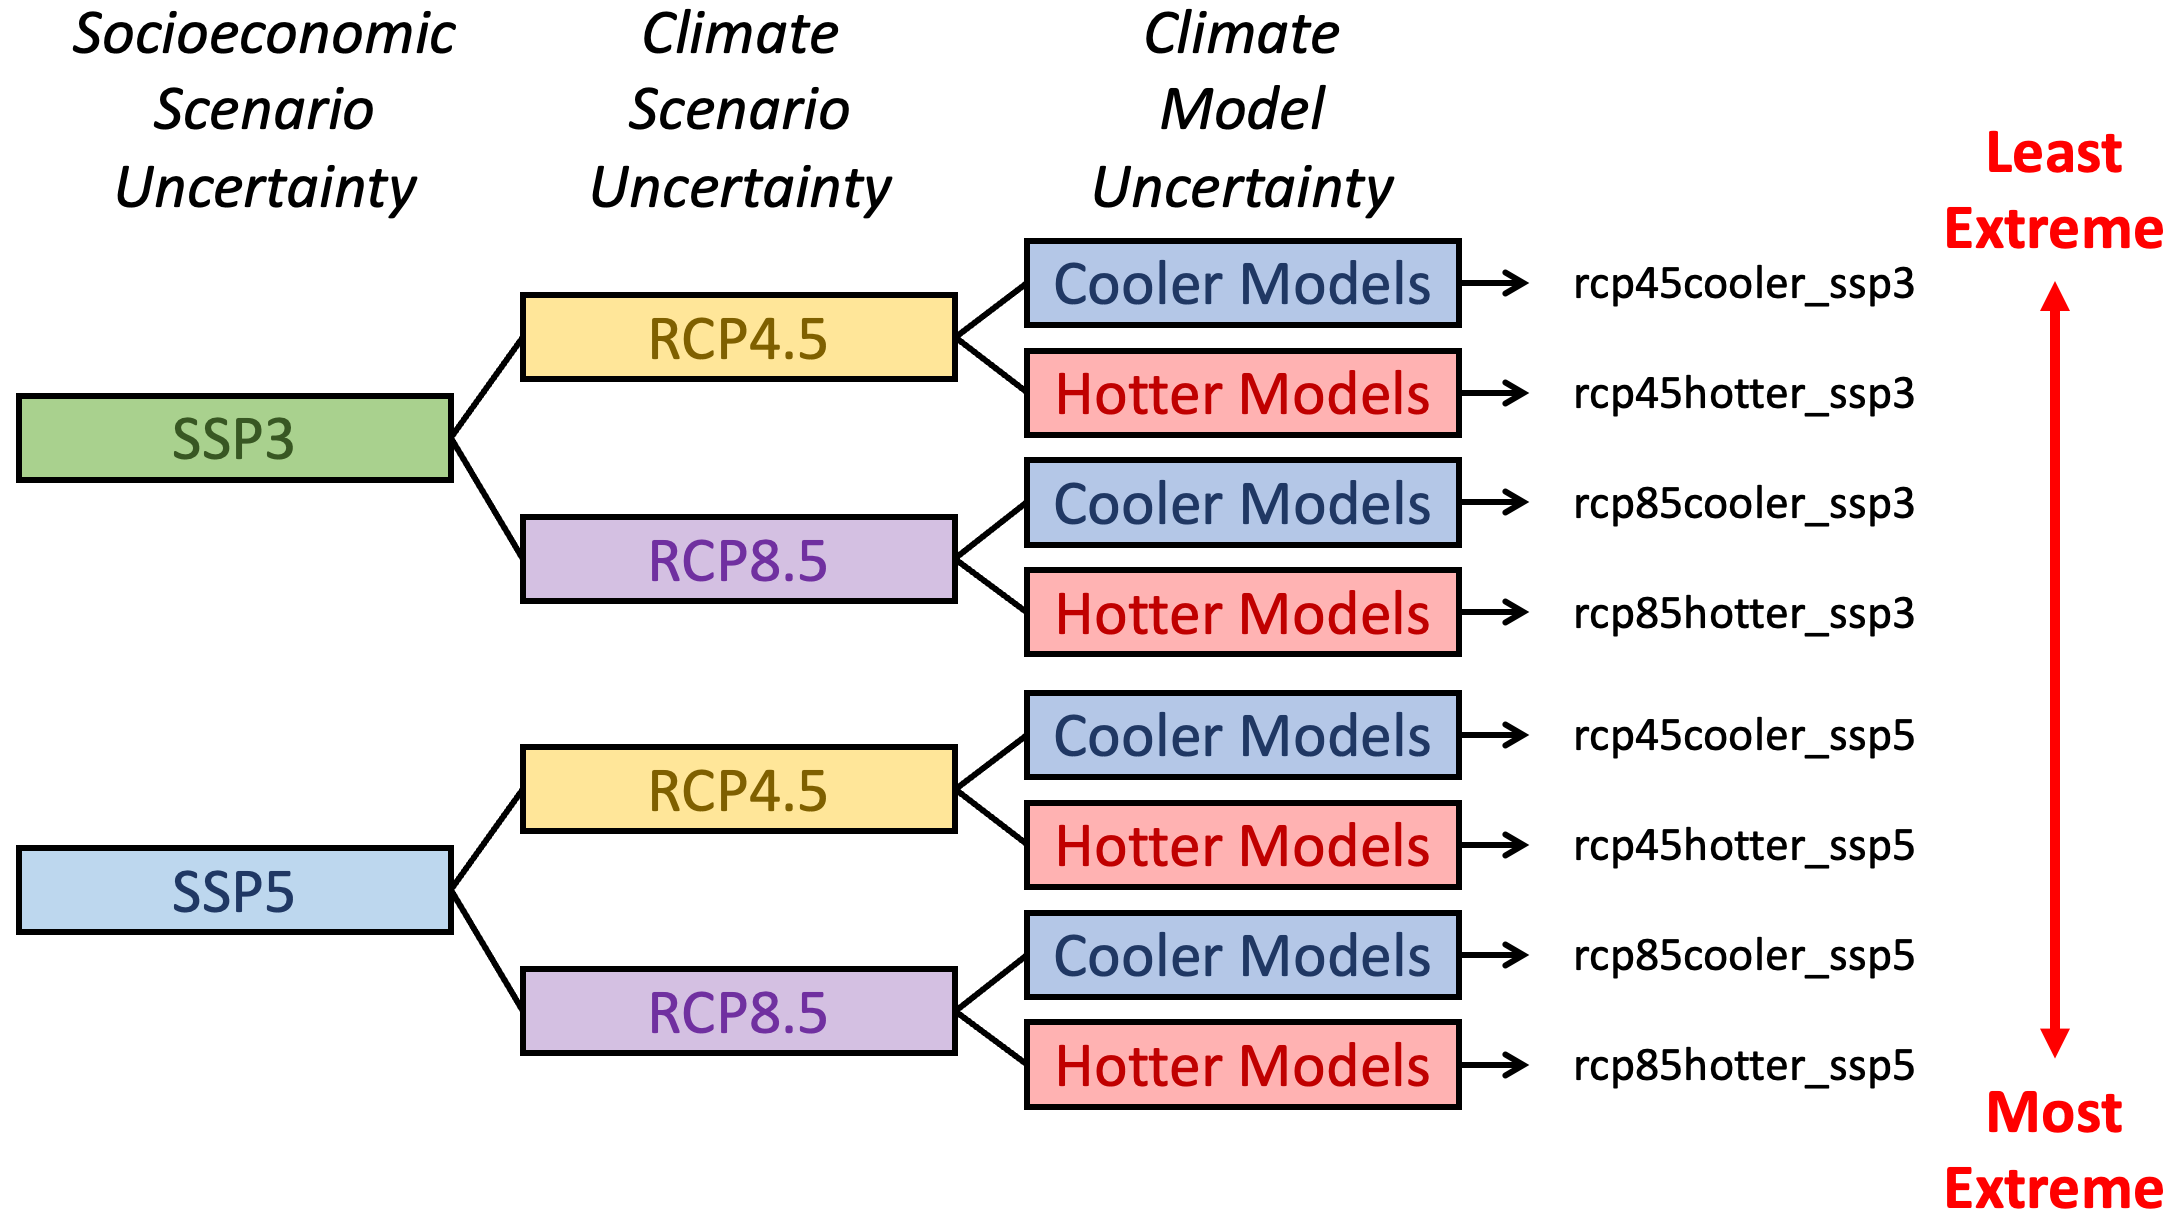 Socioeconomic
Scenario
Uncertainty
Climate
Scenario
Uncertainty
Climate
Model
Uncertainty
Least
Extreme
SSP3
RCP4.5
Cooler Models
rcp45cooler_ssp3
Hotter Models
rcp45hotter_ssp3
RCP8.5
Cooler Models
rcp85cooler_ssp3
Hotter Models
rcp85hotter_ssp3
SSP5
RCP4.5
Cooler Models
rcp45cooler_ssp5
Hotter Models
rcp45hotter_ssp5
RCP8.5
Cooler Models
rcp85cooler_ssp5
Hotter Models
rcp85hotter_ssp5
Most
Extreme